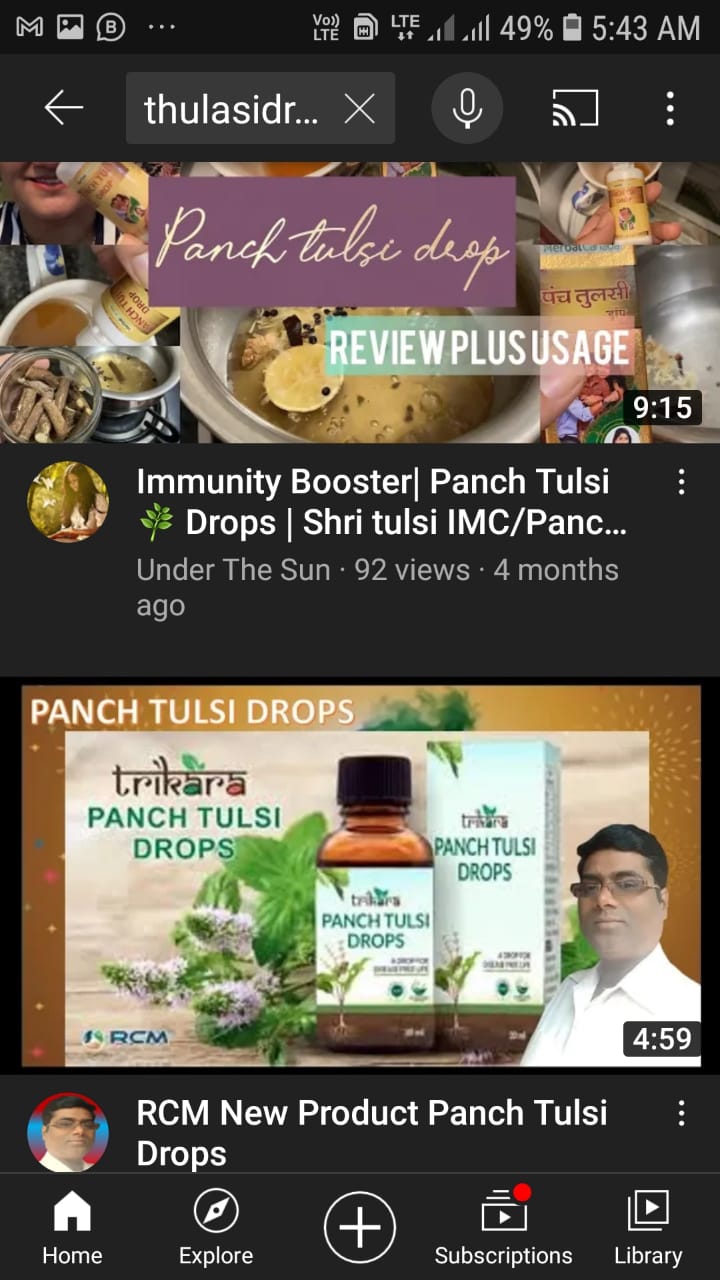 Vo)) LTE LTE 49% 5:43 AM
thulasidr...
Panch tulsi drop
पंच तुलसी
REVIEW PLUS USAGE
9:15
Immunity Booster| Panch Tulsi
🌿 Drops | Shri tulsi IMC/Panc...
Under The Sun · 92 views · 4 months
ago
PANCH TULSI DROPS
trikara
PANCH TULSI
DROPS
trikara
PANCH TULSI
DROPS
trikara
PANCH TULSI
DROPS
RCM
4:59
RCM New Product Panch Tulsi
Drops
Home Explore Subscriptions Library